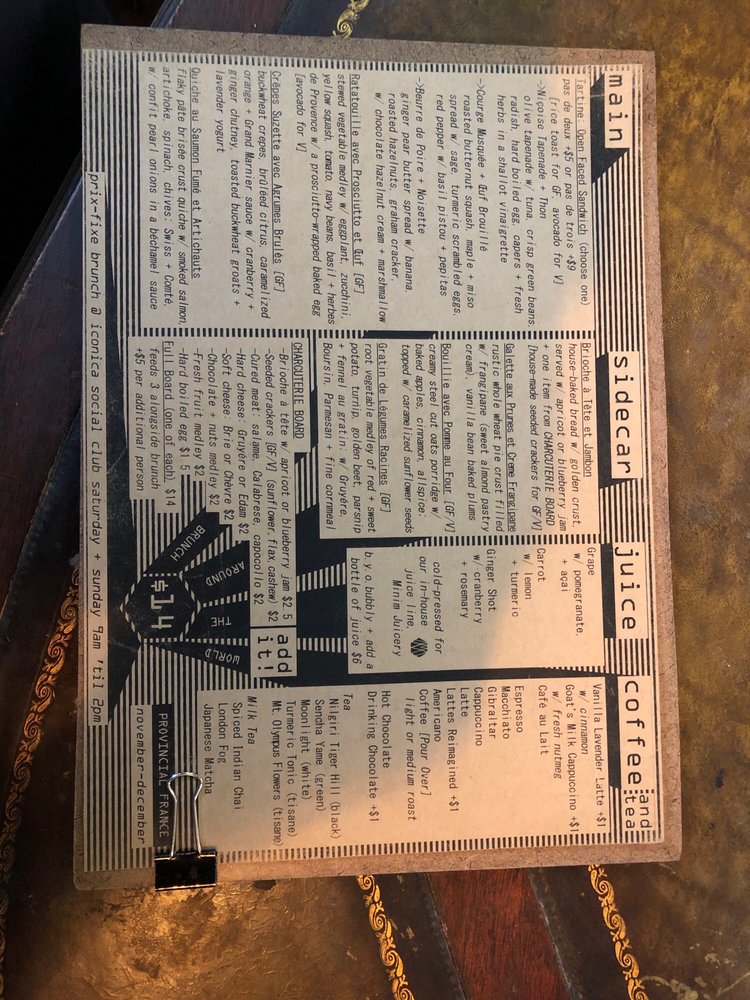 main
Tartine: Open Faced Sandwich (choose one)
pas de deux +$5 or pas de trois +$9
[rice toast for GF, avocado for V]
->Niçoise Tapenade + Thon
olive tapenade w/ tuna, crisp green beans,
radish, hard boiled egg, capers + fresh
herbs in a shallot vinaigrette
->Courge Musquée + Œuf Brouillé
roasted butternut squash, maple + miso
spread w/ sage, turmeric scrambled eggs,
red pepper w/ basil pistou + pepitas
->Beurre de Poire + Noisette
ginger pear butter spread w/ banana,
roasted hazelnuts, graham cracker,
w/ chocolate hazelnut cream + marshmallow
Ratatouille avec Prosciutto et Œuf [GF]
stewed vegetable medley w/ eggplant, zucchini,
yellow squash, tomato, navy beans, basil + herbes
de Provence w/ a prosciutto-wrapped baked egg
[avocado for V]
Crêpes Suzette avec Agrumes Brulés [GF]
buckwheat crepes, brûléed citrus, caramelized
orange + Grand Marnier sauce w/ cranberry +
ginger chutney, toasted buckwheat groats +
lavender yogurt
Quiche au Saumon Fumé et Artichauts
flaky pâte brisée crust quiche w/ smoked salmon,
artichoke, spinach, chives: Swiss + Comté,
w/ confit pearl onions in a béchamel sauce
sidecar
Brioche à Tête et Jambon
house-baked bread w/ golden crust,
served w/ apricot or blueberry jam
+ one item from CHARCUTERIE BOARD
[house-made seeded crackers for GF/V]
Galette aux Prunes et Creme Frangipane
rustic whole wheat pie crust filled
w/ frangipane (sweet almond pastry
cream), vanilla bean baked plums
Bouillie avec Pomme au Four [GF/V]
creamy steel cut oats porridge w/
baked apples, cinnamon, allspice:
topped w/ caramelized sunflower seeds
Gratin de Légumes Racines [GF]
root vegetable medley of red + sweet
potato, turnip, golden beet, parsnip
+ fennel au gratin: w/ Gruyère,
Boursin, Parmesan + fine cornmeal
CHARCUTERIE BOARD
-Brioche à tête w/ apricot or blueberry jam $2.5
-Seeded crackers [GF/V] (sunflower, flax, cashew) $2
-Cured meat: salame, Calabrese, capocollo $2
-Hard cheese: Gruyère or Edam $2
-Soft cheese: Brie or Chèvre $2
-Chocolate + nuts medley $2
-Fresh fruit medley $2
-Hard boiled egg $1.5
Full Board (one of each) $14
feeds 3 alongside brunch
+$5 per additional person
add
it!
BRUNCH
AROUND
THE
WORLD
$14
juice
Grape
w/ pomegranate,
+ açai
Carrot
w/ lemon
+ turmeric
Ginger Shot
w/ cranberry
+ rosemary
cold-pressed for
our in-house
juice line,
Minim Juicery
b.y.o.bubbly + add a
bottle of juice $6
coffee and tea
Vanilla Lavender Latte +$1
w/ cinnamon
Goat's Milk Cappuccino +$1
w/ fresh nutmeg
Café au Lait
Espresso
Macchiato
Gibraltar
Cappuccino
Latte
Lattes Reimagined +$1
Americano
Coffee [Pour Over]
light or medium roast
Hot Chocolate
Drinking Chocolate +$1
Tea
Nilgiri Tiger Hill (black)
Sencha Yame (green)
Moonlight (white)
Turmeric Tonic (tisane)
Mt. Olympus Flowers (tisane)
Milk Tea
Spiced Indian Chai
London Fog
Japanese Matcha
PROVINCIAL FRANCE
november-december
prix-fixe brunch @ iconica social club saturday + sunday 9am 'til 2pm